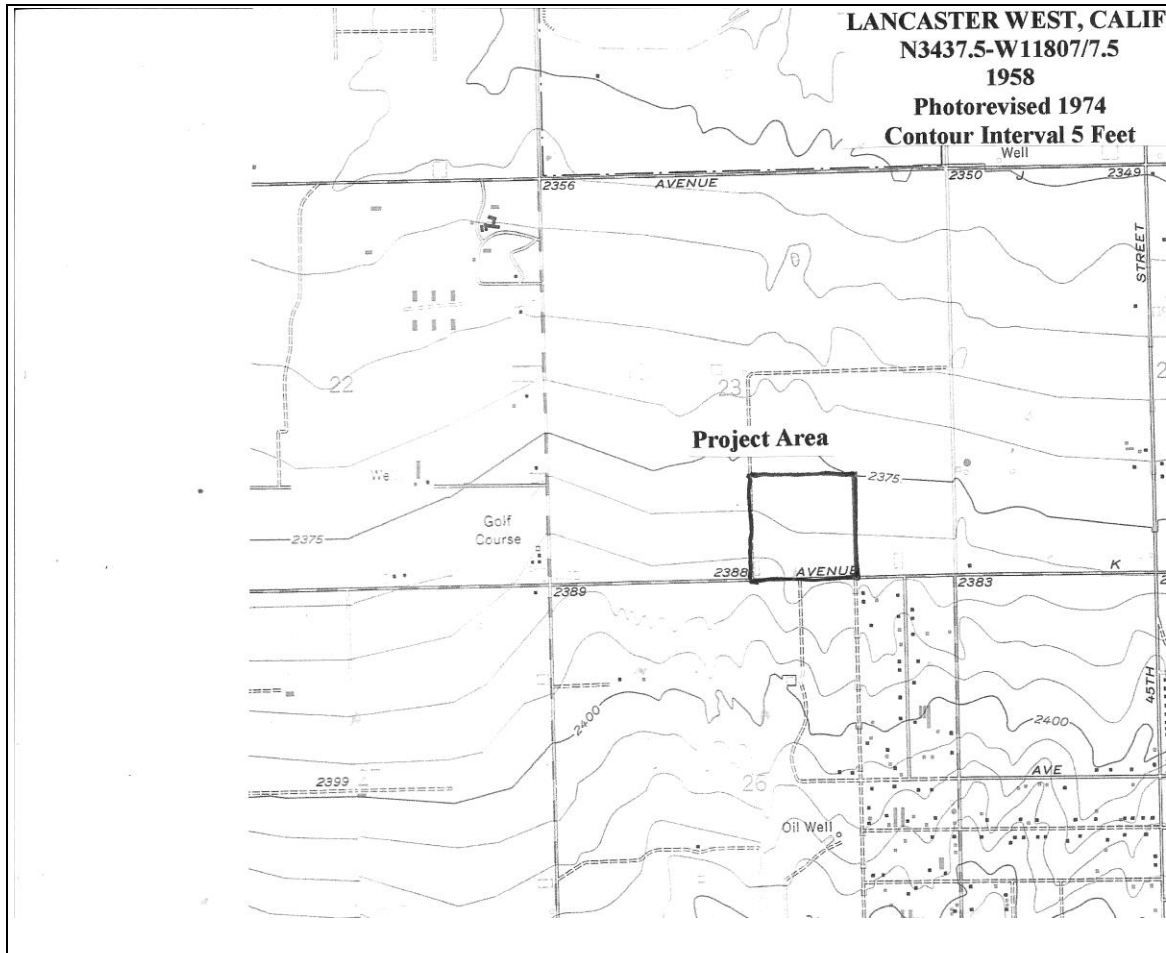 LANCASTER WEST, CALIF
N3437.5-W11807/7.5
1958
Photorevised 1974
Contour Interval 5 Feet
Well
2356
AVENUE
2350
J
2349
STREET
22
23
Project Area
2375
We
Golf
Course
2375
2388
AVENUE
K
2389
2383
45TH
2400
2400
2399
AVE
26
Oil Well